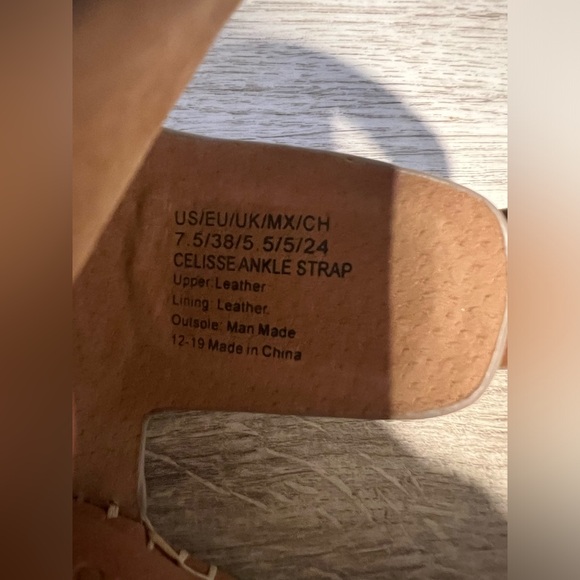 US/EU/UK/MX/CH
7.5/38/5.5/5/24
CELISSE ANKLE STRAP
Upper: Leather
Lining: Leather.
Outsole: Man Made
12-19 Made in China